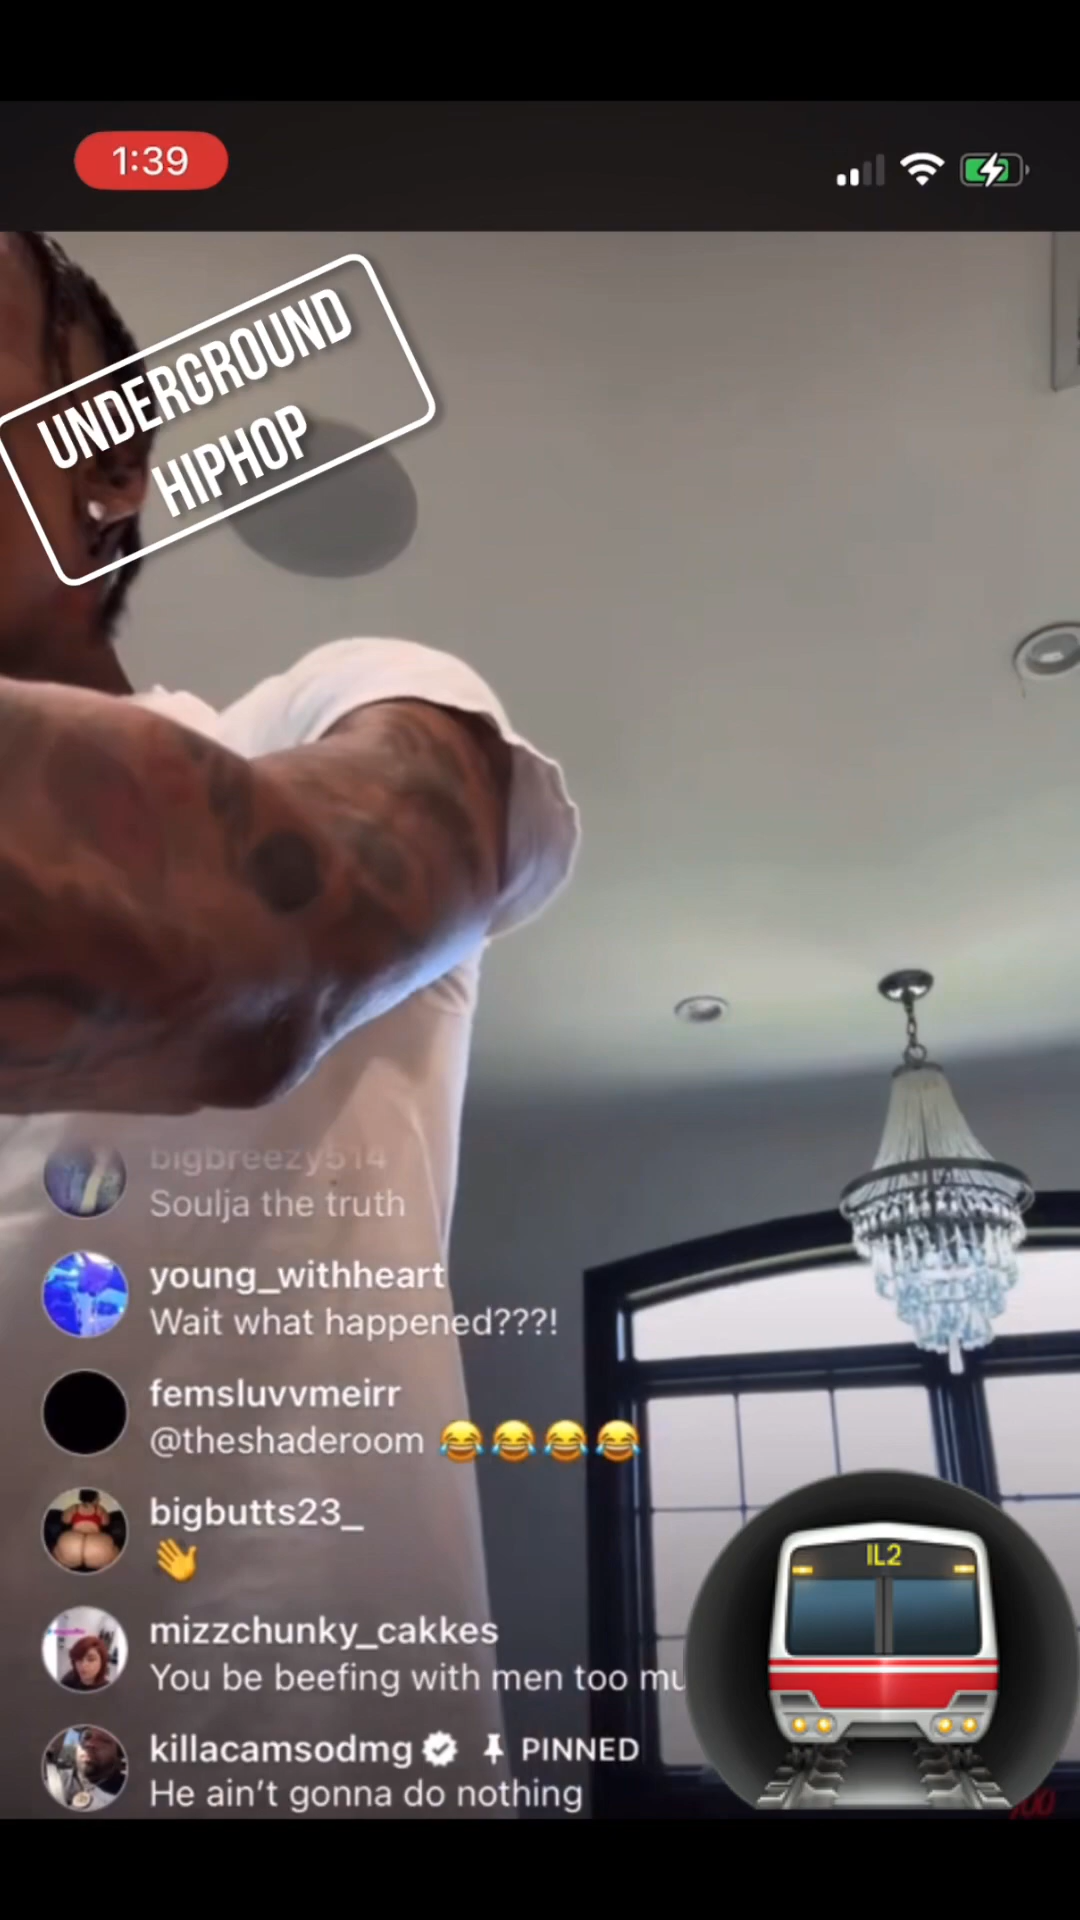 1:39
UNDERGROUND
HIPHOP
bigbreezy514
Soulja the truth
young_withheart
Wait what happened???!
femsluvvmeirr
@theshaderoom 😂😂😂😂
bigbutts23_
👋
mizzchunky_cakkes
You be beefing with men too mu
killacamsodmg PINNED
He ain't gonna do nothing
IL2